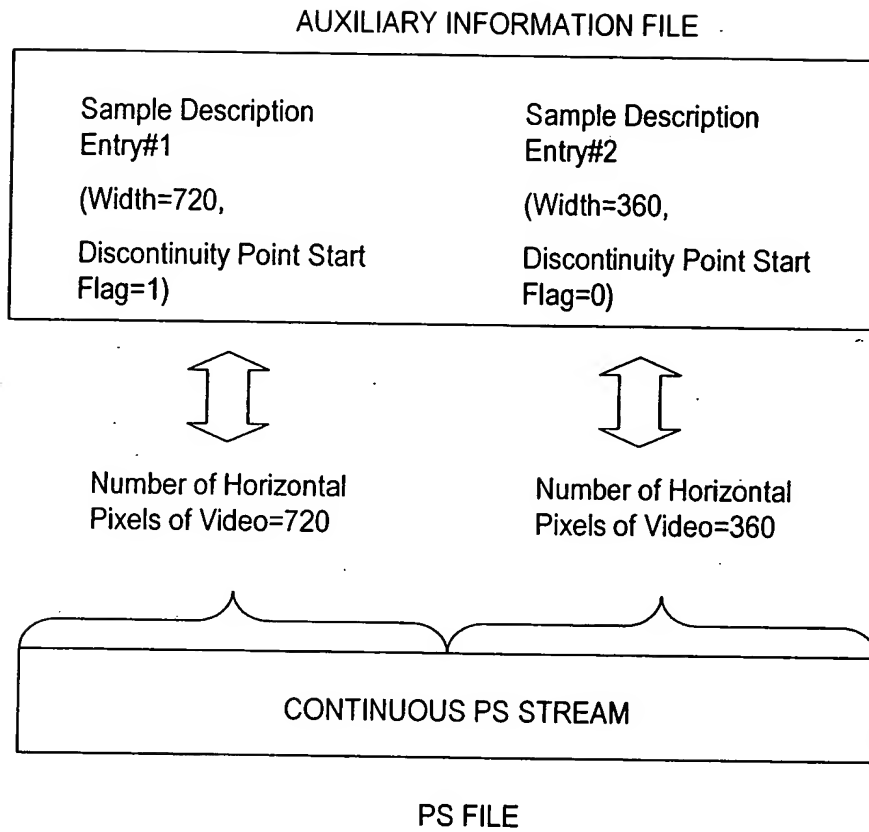 AUXILIARY INFORMATION FILE
Sample Description
Entry#1
(Width=720,
Discontinuity Point Start
Flag=1)
Sample Description
Entry#2
(Width=360,
Discontinuity Point Start
Flag=0)
Number of Horizontal
Pixels of Video=720
Number of Horizontal
Pixels of Video=360
CONTINUOUS PS STREAM
PS FILE